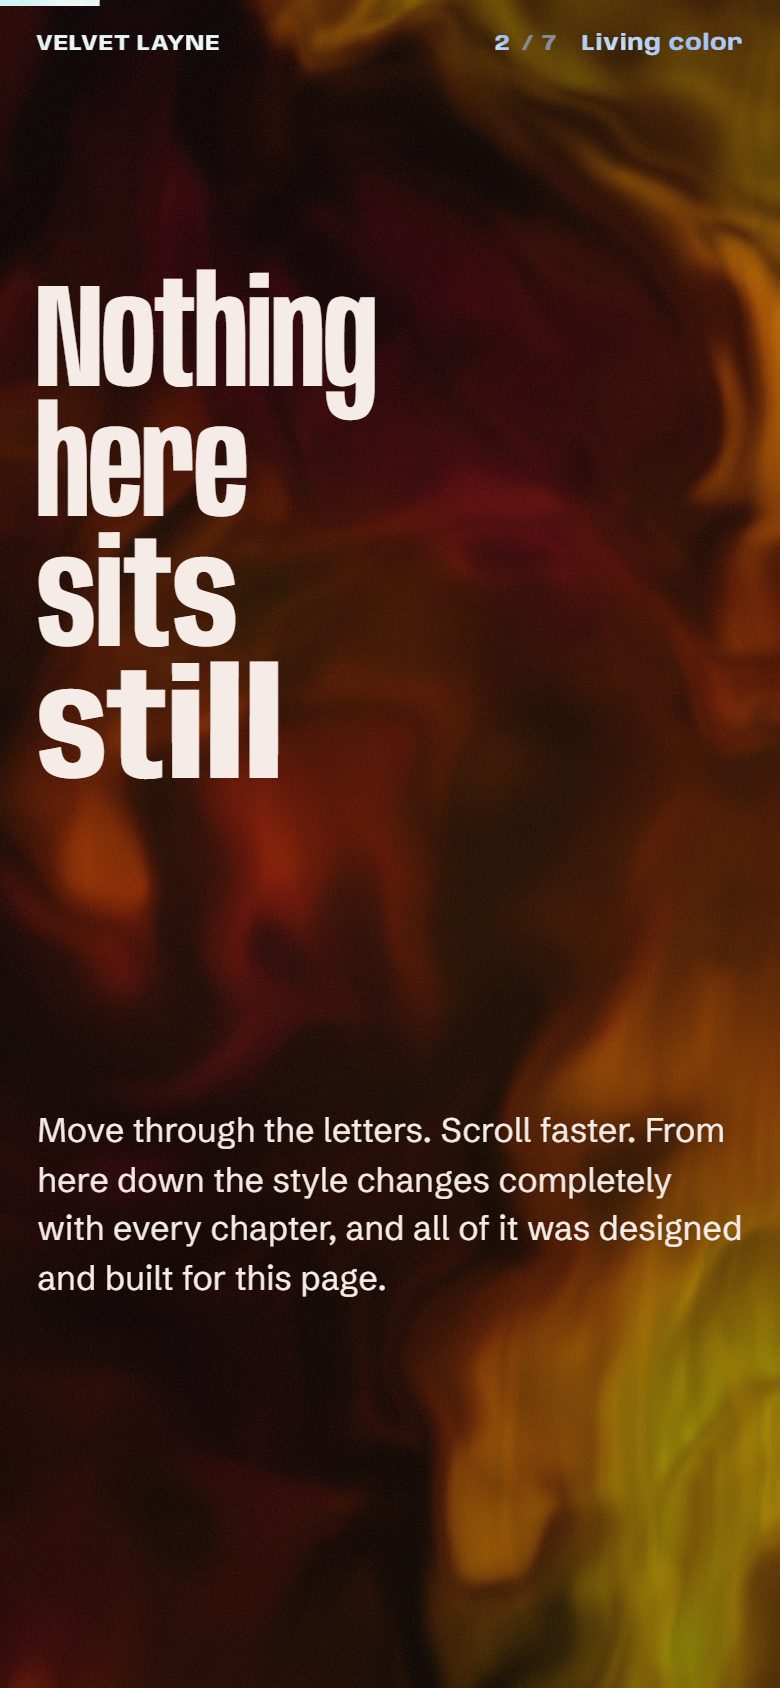 VELVET LAYNE
2 / 7 Living color
Nothing
here
sits
still
Move through the letters. Scroll faster. From
here down the style changes completely
with every chapter, and all of it was designed
and built for this page.